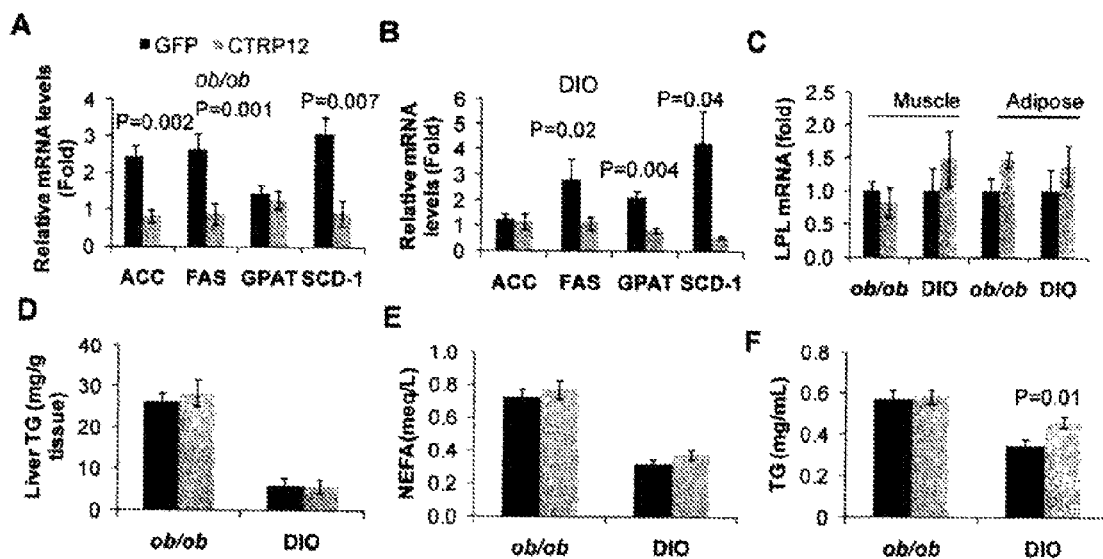 A
GFP CTRP12
ob/ob
P=0.002 P=0.001 P=0.007
Relative mRNA levels (Fold)
4
3
2
1
0
ACC FAS GPAT SCD-1
B
DIO
P=0.02 P=0.004 P=0.04
Relative mRNA levels (Fold)
6
5
4
3
2
1
0
ACC FAS GPAT SCD-1
C
Muscle Adipose
LPL mRNA (fold)
2.5
2.0
1.5
1.0
0.5
0.0
ob/ob DIO ob/ob DIO
D
Liver TG (mg/g tissue)
40
30
20
10
0
ob/ob DIO
E
NEFA(meq/L)
1.0
0.8
0.6
0.4
0.2
0.0
ob/ob DIO
F
P=0.01
TG (mg/mL)
0.8
0.6
0.4
0.2
0
ob/ob DIO